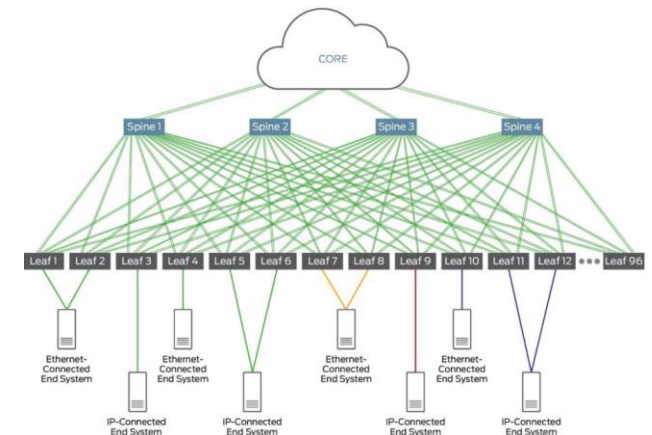 CORE
Spine 1 Spine 2 Spine 3 Spine 4
Leaf 1 Leaf 2 Leaf 3 Leaf 4 Leaf 5 Leaf 6 Leaf 7 Leaf 8 Leaf 9 Leaf 10 Leaf 11 Leaf 12 Leaf 96
Ethernet-
Connected
End System
Ethernet-
Connected
End System
Ethernet-
Connected
End System
Ethernet-
Connected
End System
IP-Connected
End System
IP-Connected
End System
IP-Connected
End System
IP-Connected
End System